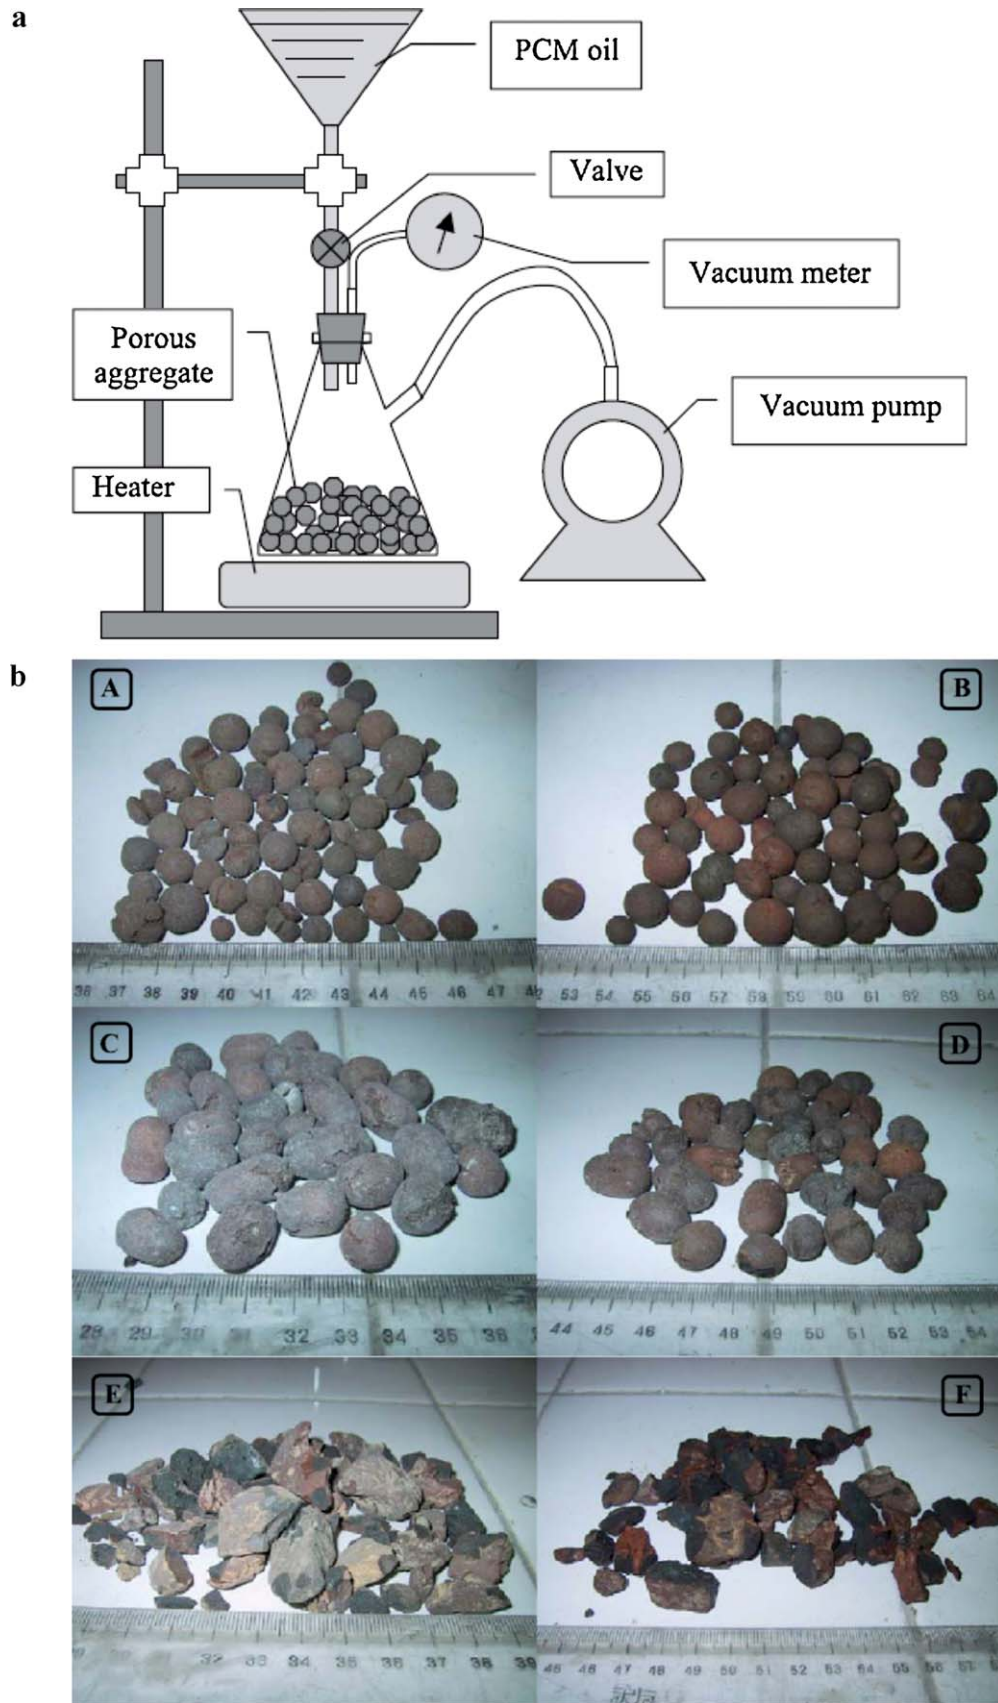 a
PCM oil
Valve
Vacuum meter
Porous
aggregate
Vacuum pump
Heater
b
A
B
37 38 39 40 41 42 43 44 45 46 47
53 54 55 56 57 58 59 60 61 62 63 64
C
D
28 29 30 31 32 33 34 35 36
44 45 46 47 48 49 50 51 52 53 54
E
F
32 33 34 35 36 37 38 39
45 46 47 48 49 50 51 52 53 54 55 56